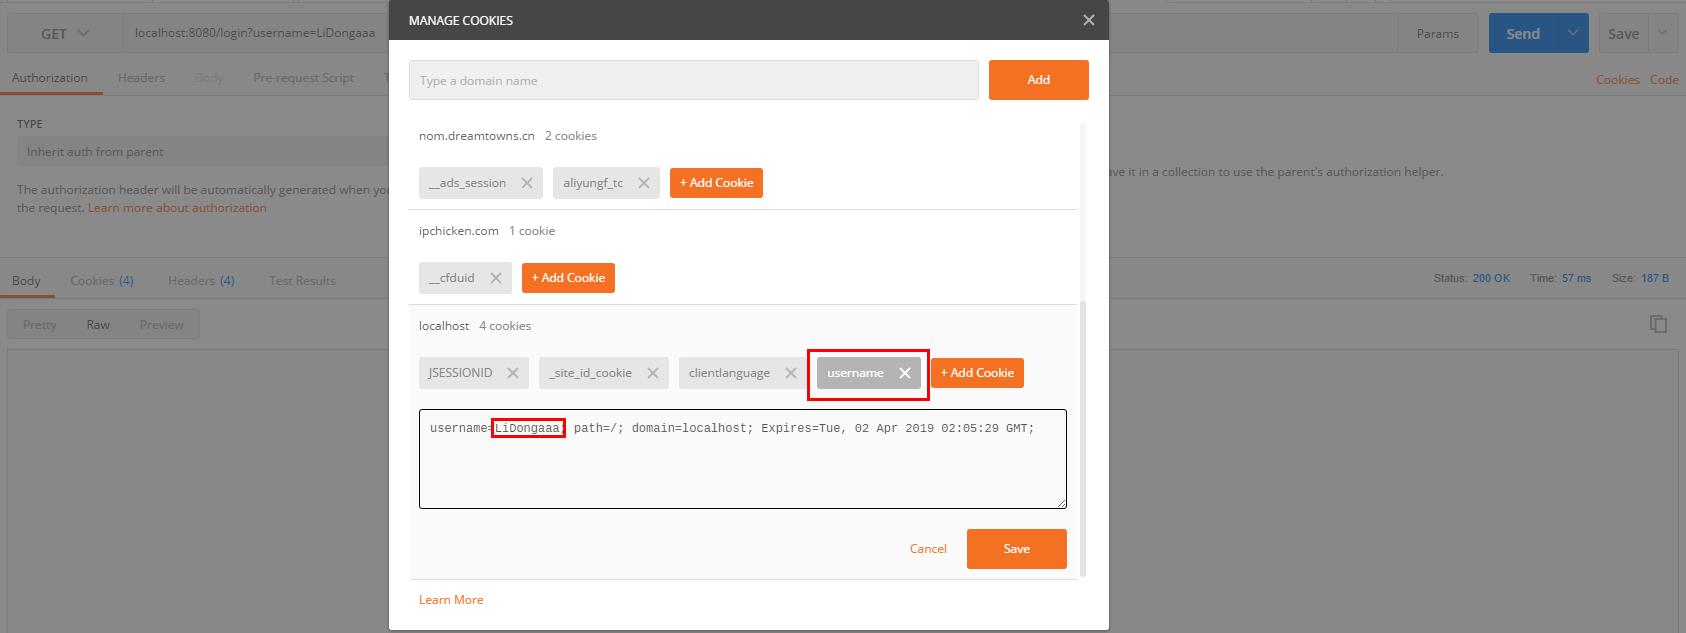 MANAGE COOKIES
GET
localhost:8080/login?username=LiDongaaa
Params
Send
Save
Authorization
Headers
Body
Pre-request Script
Cookies
Code
TYPE
Inherit auth from parent
The authorization header will be automatically generated when you
the request. Learn more about authorization
it in a collection to use the parent's authorization helper.
Type a domain name
Add
nom.dreamtowns.cn 2 cookies
__ads_session
aliyungf_tc
+ Add Cookie
ipchicken.com 1 cookie
__cfduid
+ Add Cookie
localhost 4 cookies
JSESSIONID
_site_id_cookie
clientlanguage
username
+ Add Cookie
username=LiDongaaa; path=/; domain=localhost; Expires=Tue, 02 Apr 2019 02:05:29 GMT;
Cancel
Save
Learn More
Body
Cookies (4)
Headers (4)
Test Results
Status: 200 OK
Time: 57 ms
Size: 187 B
Pretty
Raw
Preview